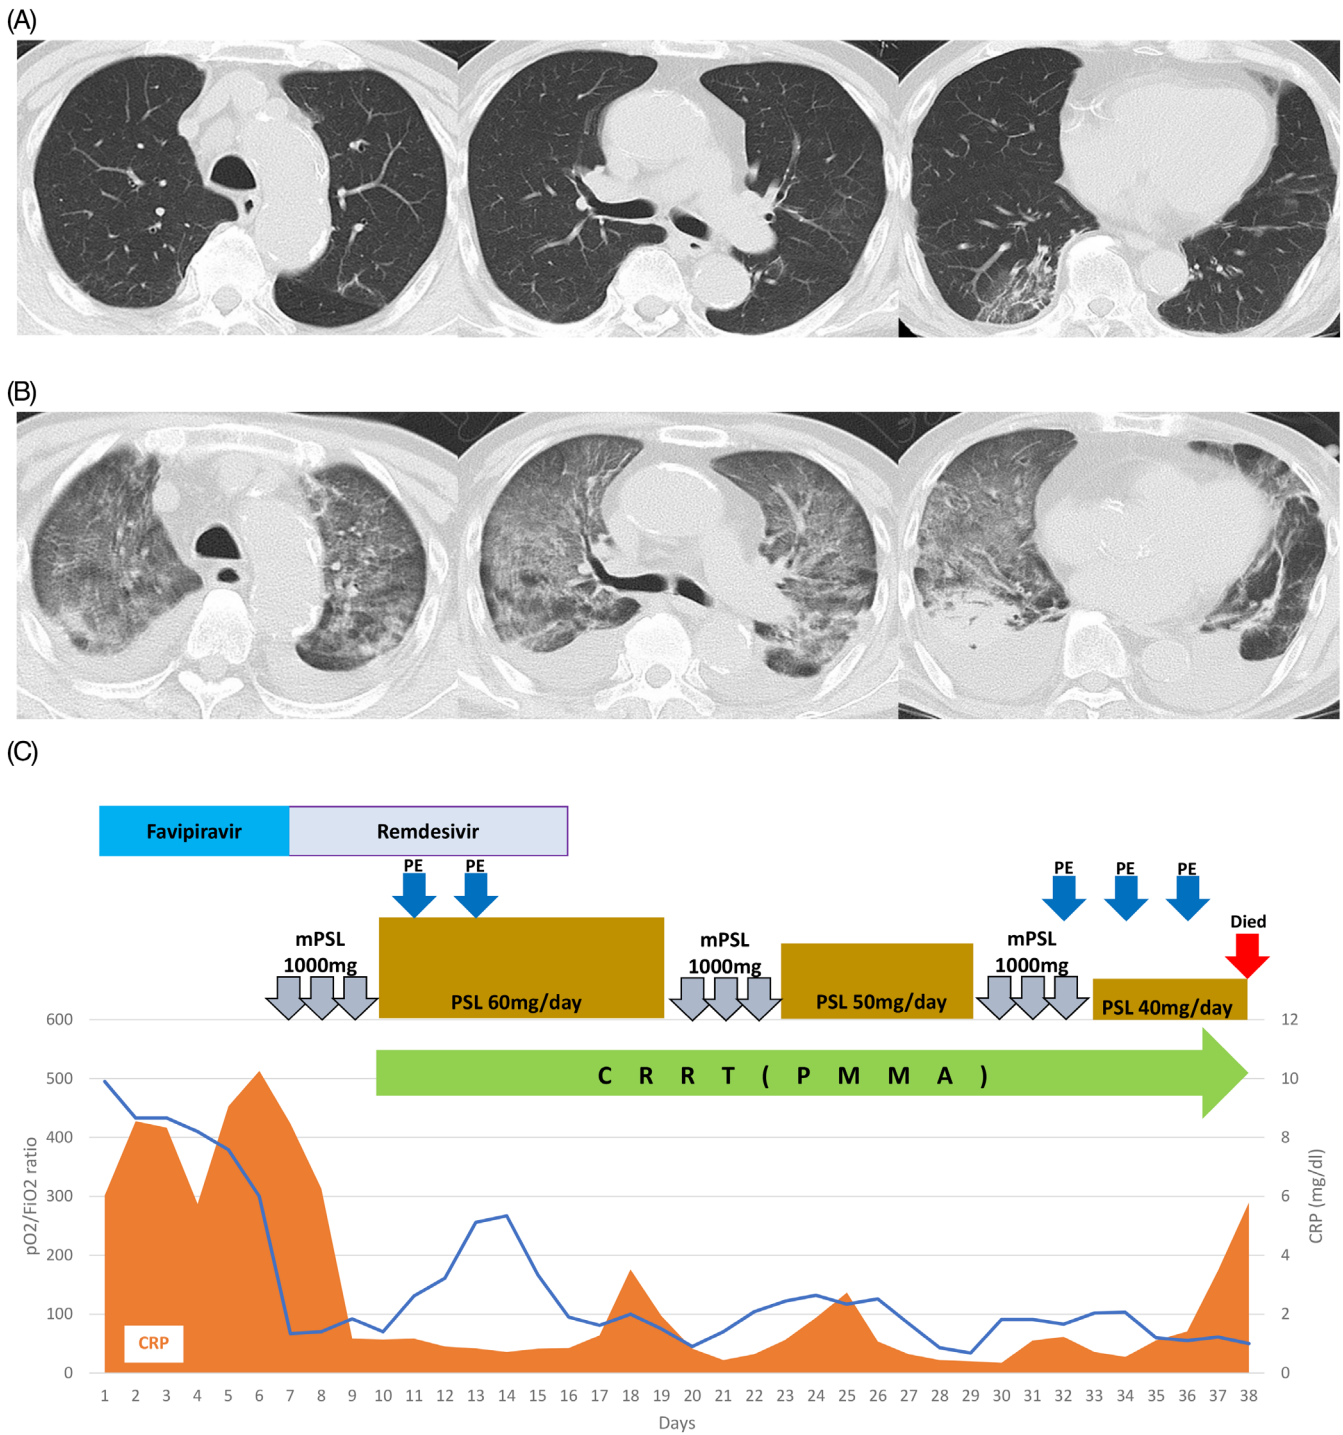 (A)
(B)
(C)
Favipiravir
Remdesivir
PE
PE
PE
PE
PE
Died
mPSL
1000mg
mPSL
1000mg
mPSL
1000mg
PSL 60mg/day
PSL 50mg/day
PSL 40mg/day
C R R T ( P M M A )
600
500
400
300
200
100
0
pO2/FiO2 ratio
12
10
8
6
4
2
0
CRP (mg/dl)
CRP
1 2 3 4 5 6 7 8 9 10 11 12 13 14 15 16 17 18 19 20 21 22 23 24 25 26 27 28 29 30 31 32 33 34 35 36 37 38
Days